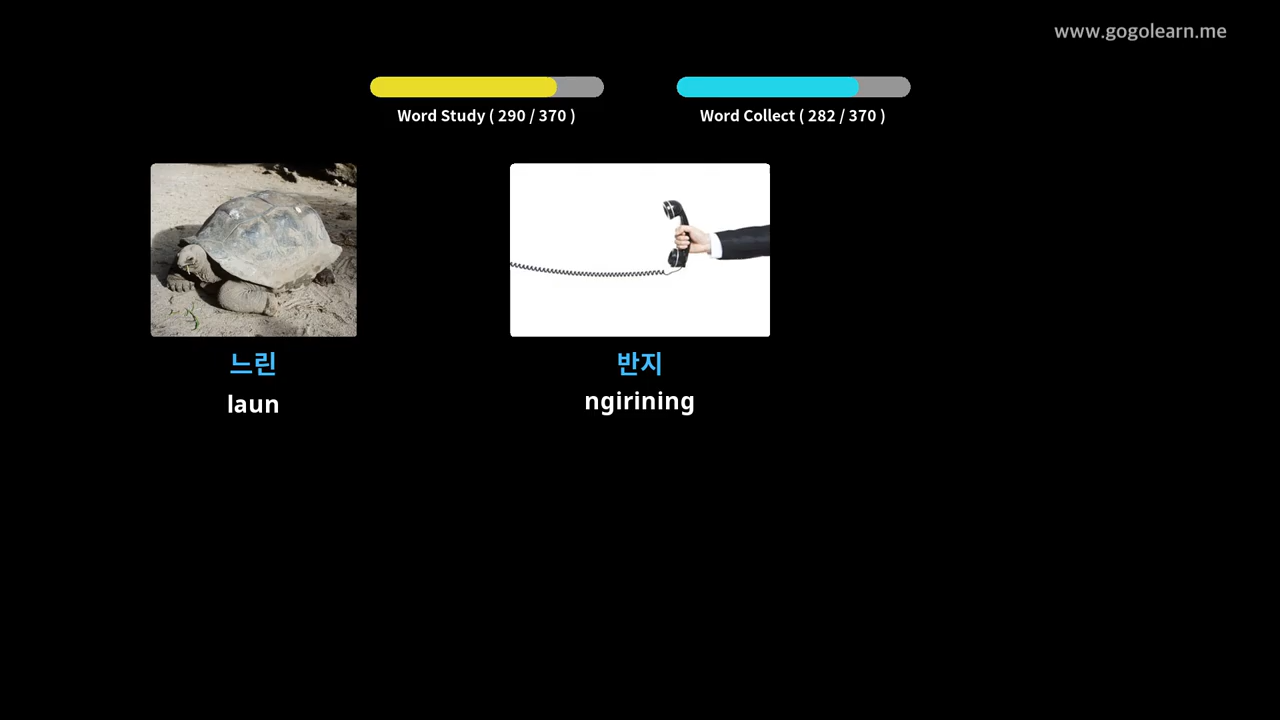 www.gogolearn.me
Word Study ( 290 / 370 )
Word Collect ( 282 / 370 )
느린
laun
반지
ngirining